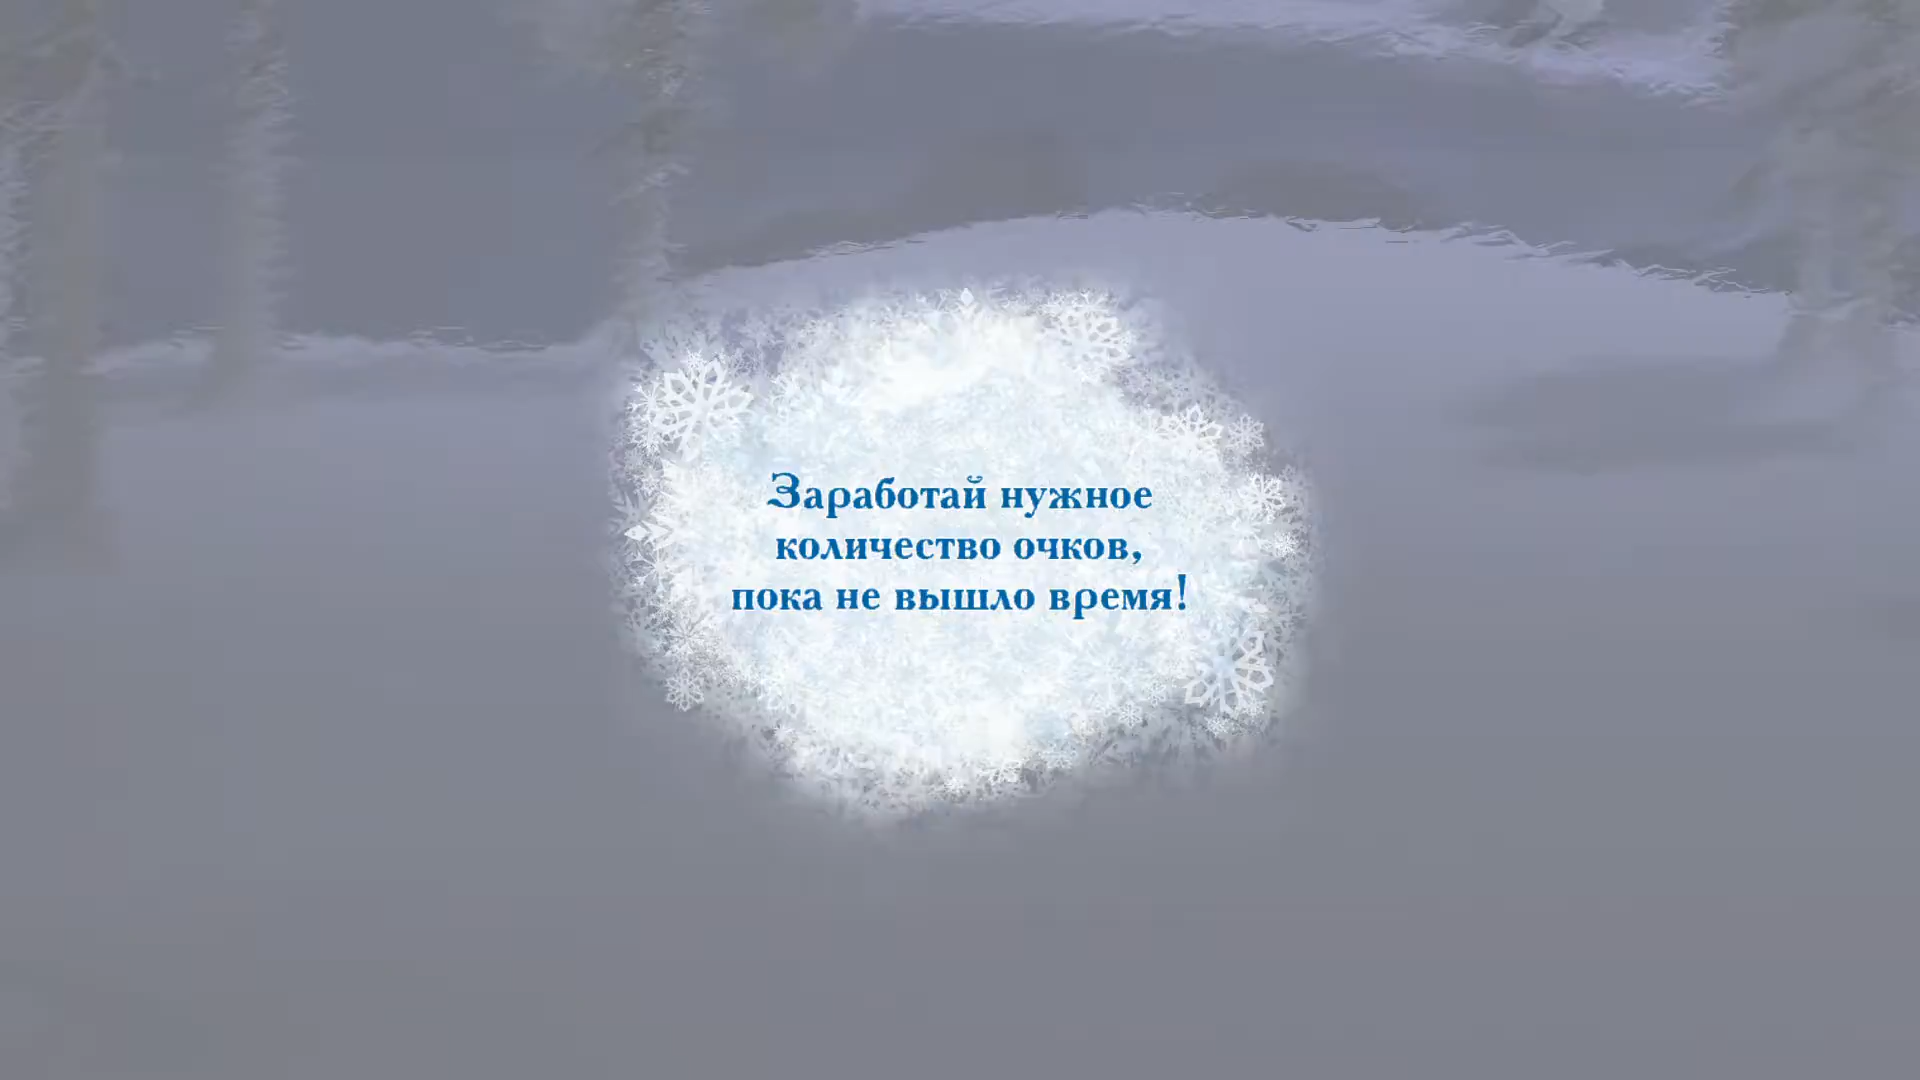 Заработай нужное
количество очков,
пока не вышло время!